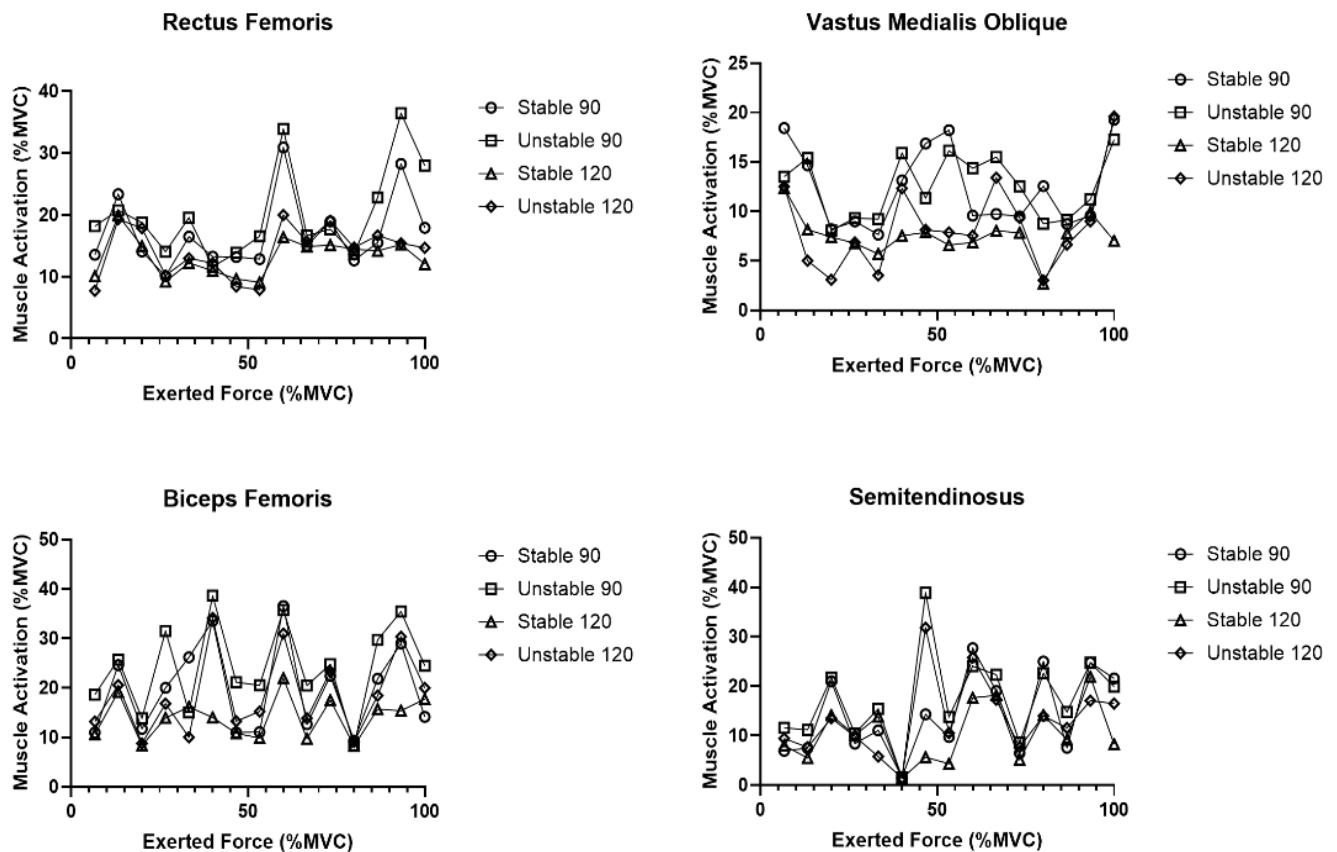 Rectus Femoris
Muscle Activation (%MVC)
40
30
20
10
0
0
50
100
Exerted Force (%MVC)
Stable 90
Unstable 90
Stable 120
Unstable 120
Vastus Medialis Oblique
Muscle Activation (%MVC)
25
20
15
10
5
0
0
50
100
Exerted Force (%MVC)
Stable 90
Unstable 90
Stable 120
Unstable 120
Biceps Femoris
Muscle Activation (%MVC)
50
40
30
20
10
0
0
50
100
Exerted Force (%MVC)
Stable 90
Unstable 90
Stable 120
Unstable 120
Semitendinosus
Muscle Activation (%MVC)
50
40
30
20
10
0
0
50
100
Exerted Force (%MVC)
Stable 90
Unstable 90
Stable 120
Unstable 120